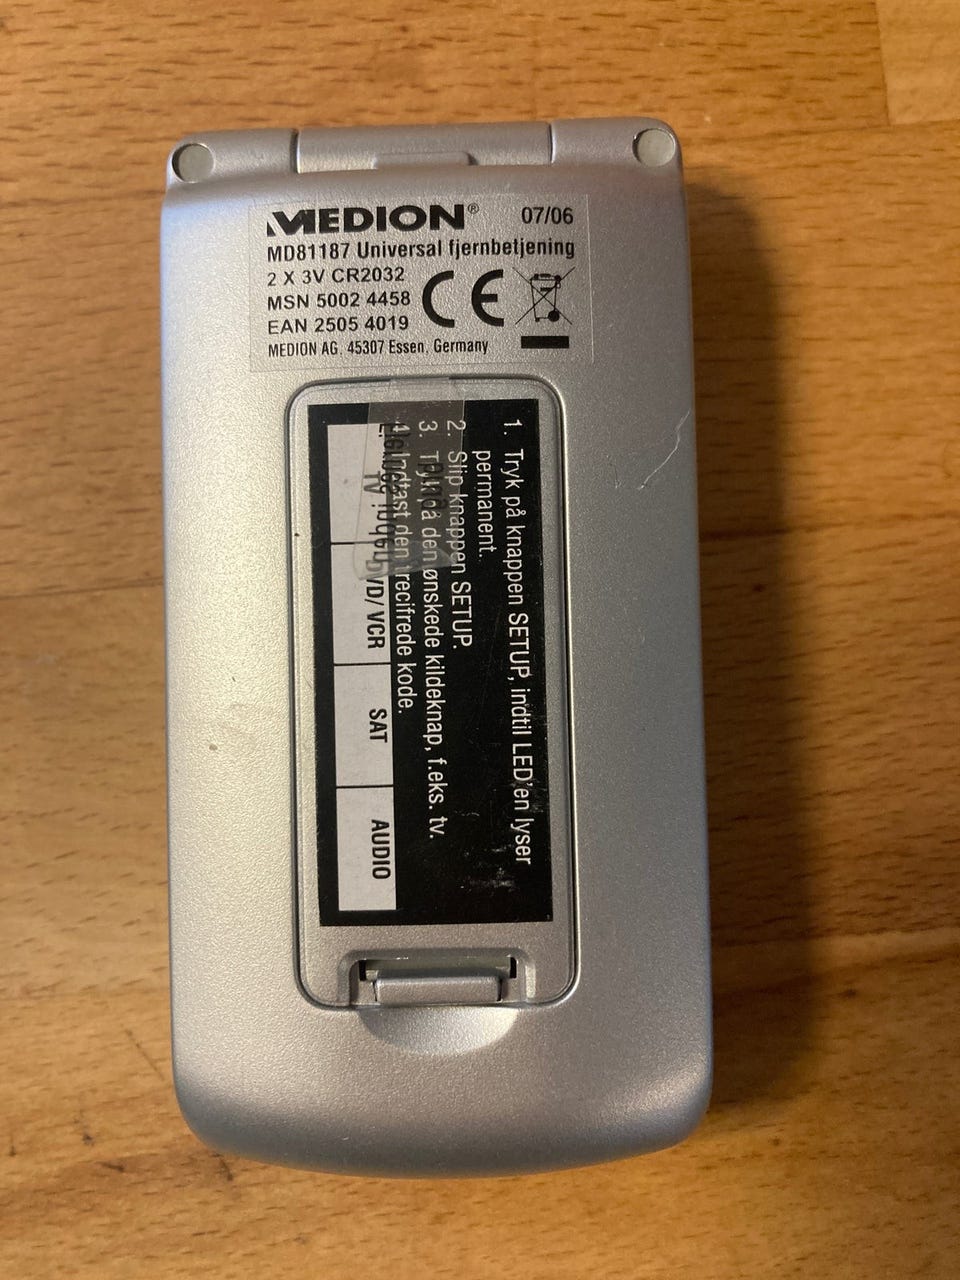 MEDION® 07/06
MD81187 Universal fjernbetjening
2 X 3V CR2032
MSN 5002 4458
EAN 2505 4019
CE
MEDION AG, 45307 Essen, Germany
1. Tryk på knappen SETUP, indtil LED'en lyser
permanent.
2. Slip knappen SETUP.
3. Tryk på den ønskede kildeknap, f.eks. tv.
4. Indtast den trecifrede kode.
TV
VD/VCR
SAT
AUDIO